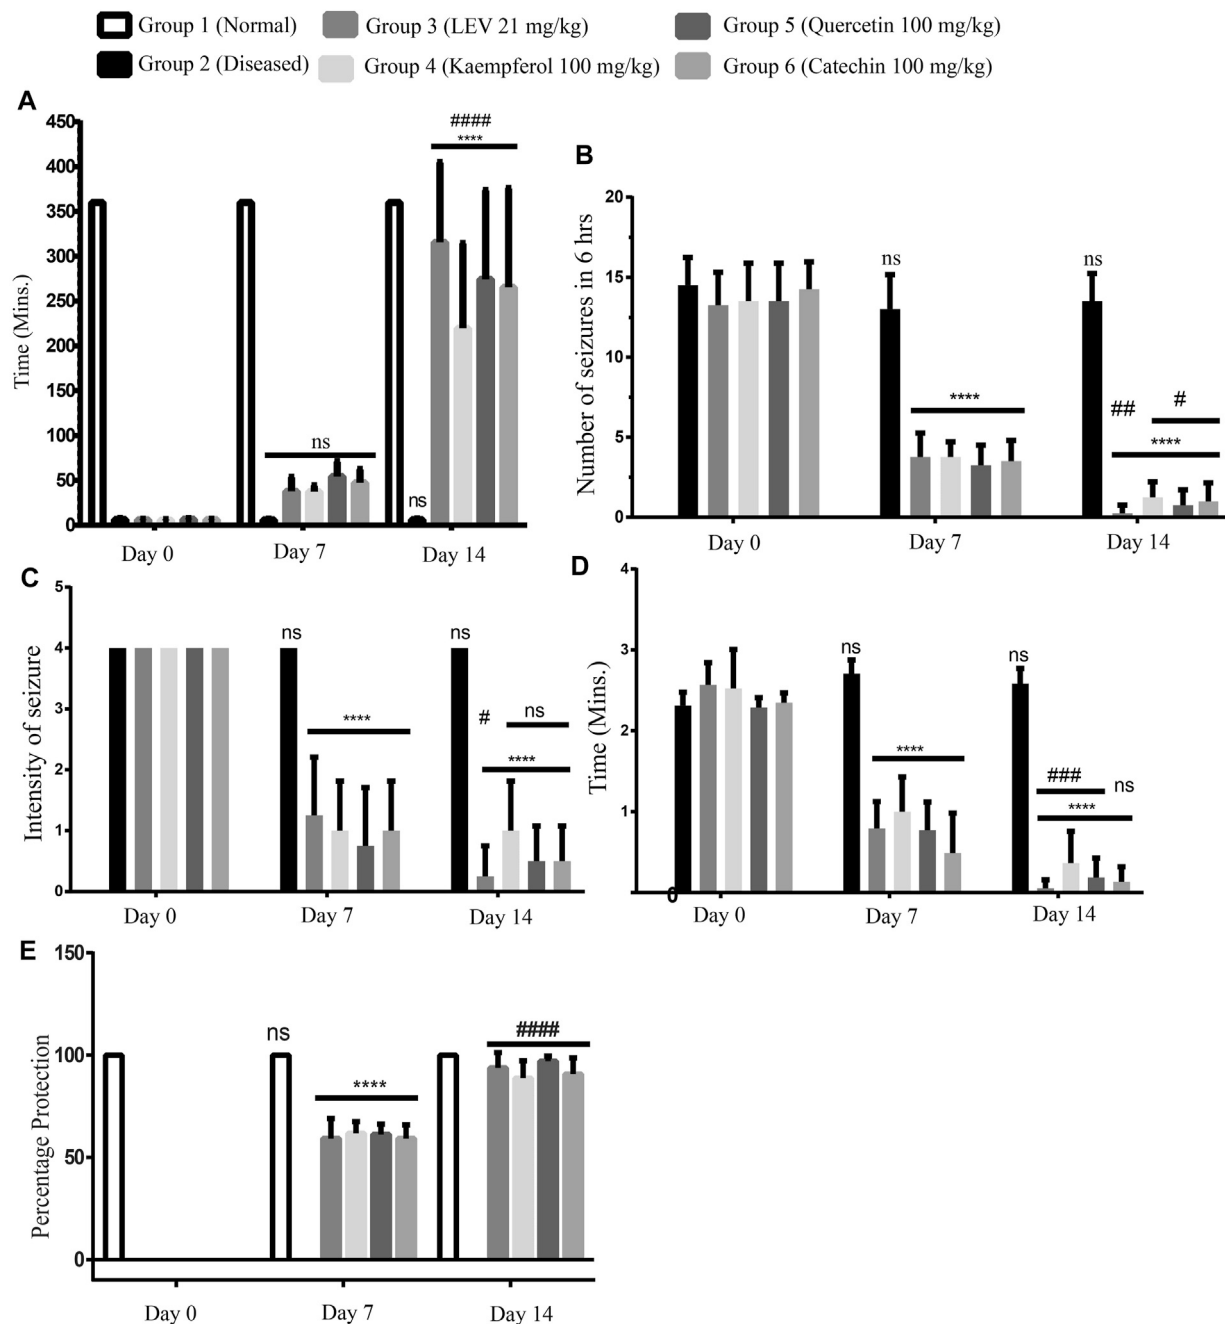 Group 1 (Normal)
Group 3 (LEV 21 mg/kg)
Group 5 (Quercetin 100 mg/kg)
Group 2 (Diseased)
Group 4 (Kaempferol 100 mg/kg)
Group 6 (Catechin 100 mg/kg)
A
Time (Mins.)
450
400
350
300
250
200
150
100
50
0
ns
ns
####
****
Day 0
Day 7
Day 14
B
Number of seizures in 6 hrs
20
15
10
5
0
ns
****
ns
##
#
****
Day 0
Day 7
Day 14
C
Intensity of seizure
5
4
3
2
1
0
ns
****
ns
#
ns
****
Day 0
Day 7
Day 14
D
Time (Mins.)
4
3
2
1
0
ns
****
ns
###
ns
****
Day 0
Day 7
Day 14
E
Percentage Protection
150
100
50
0
ns
****
####
Day 0
Day 7
Day 14